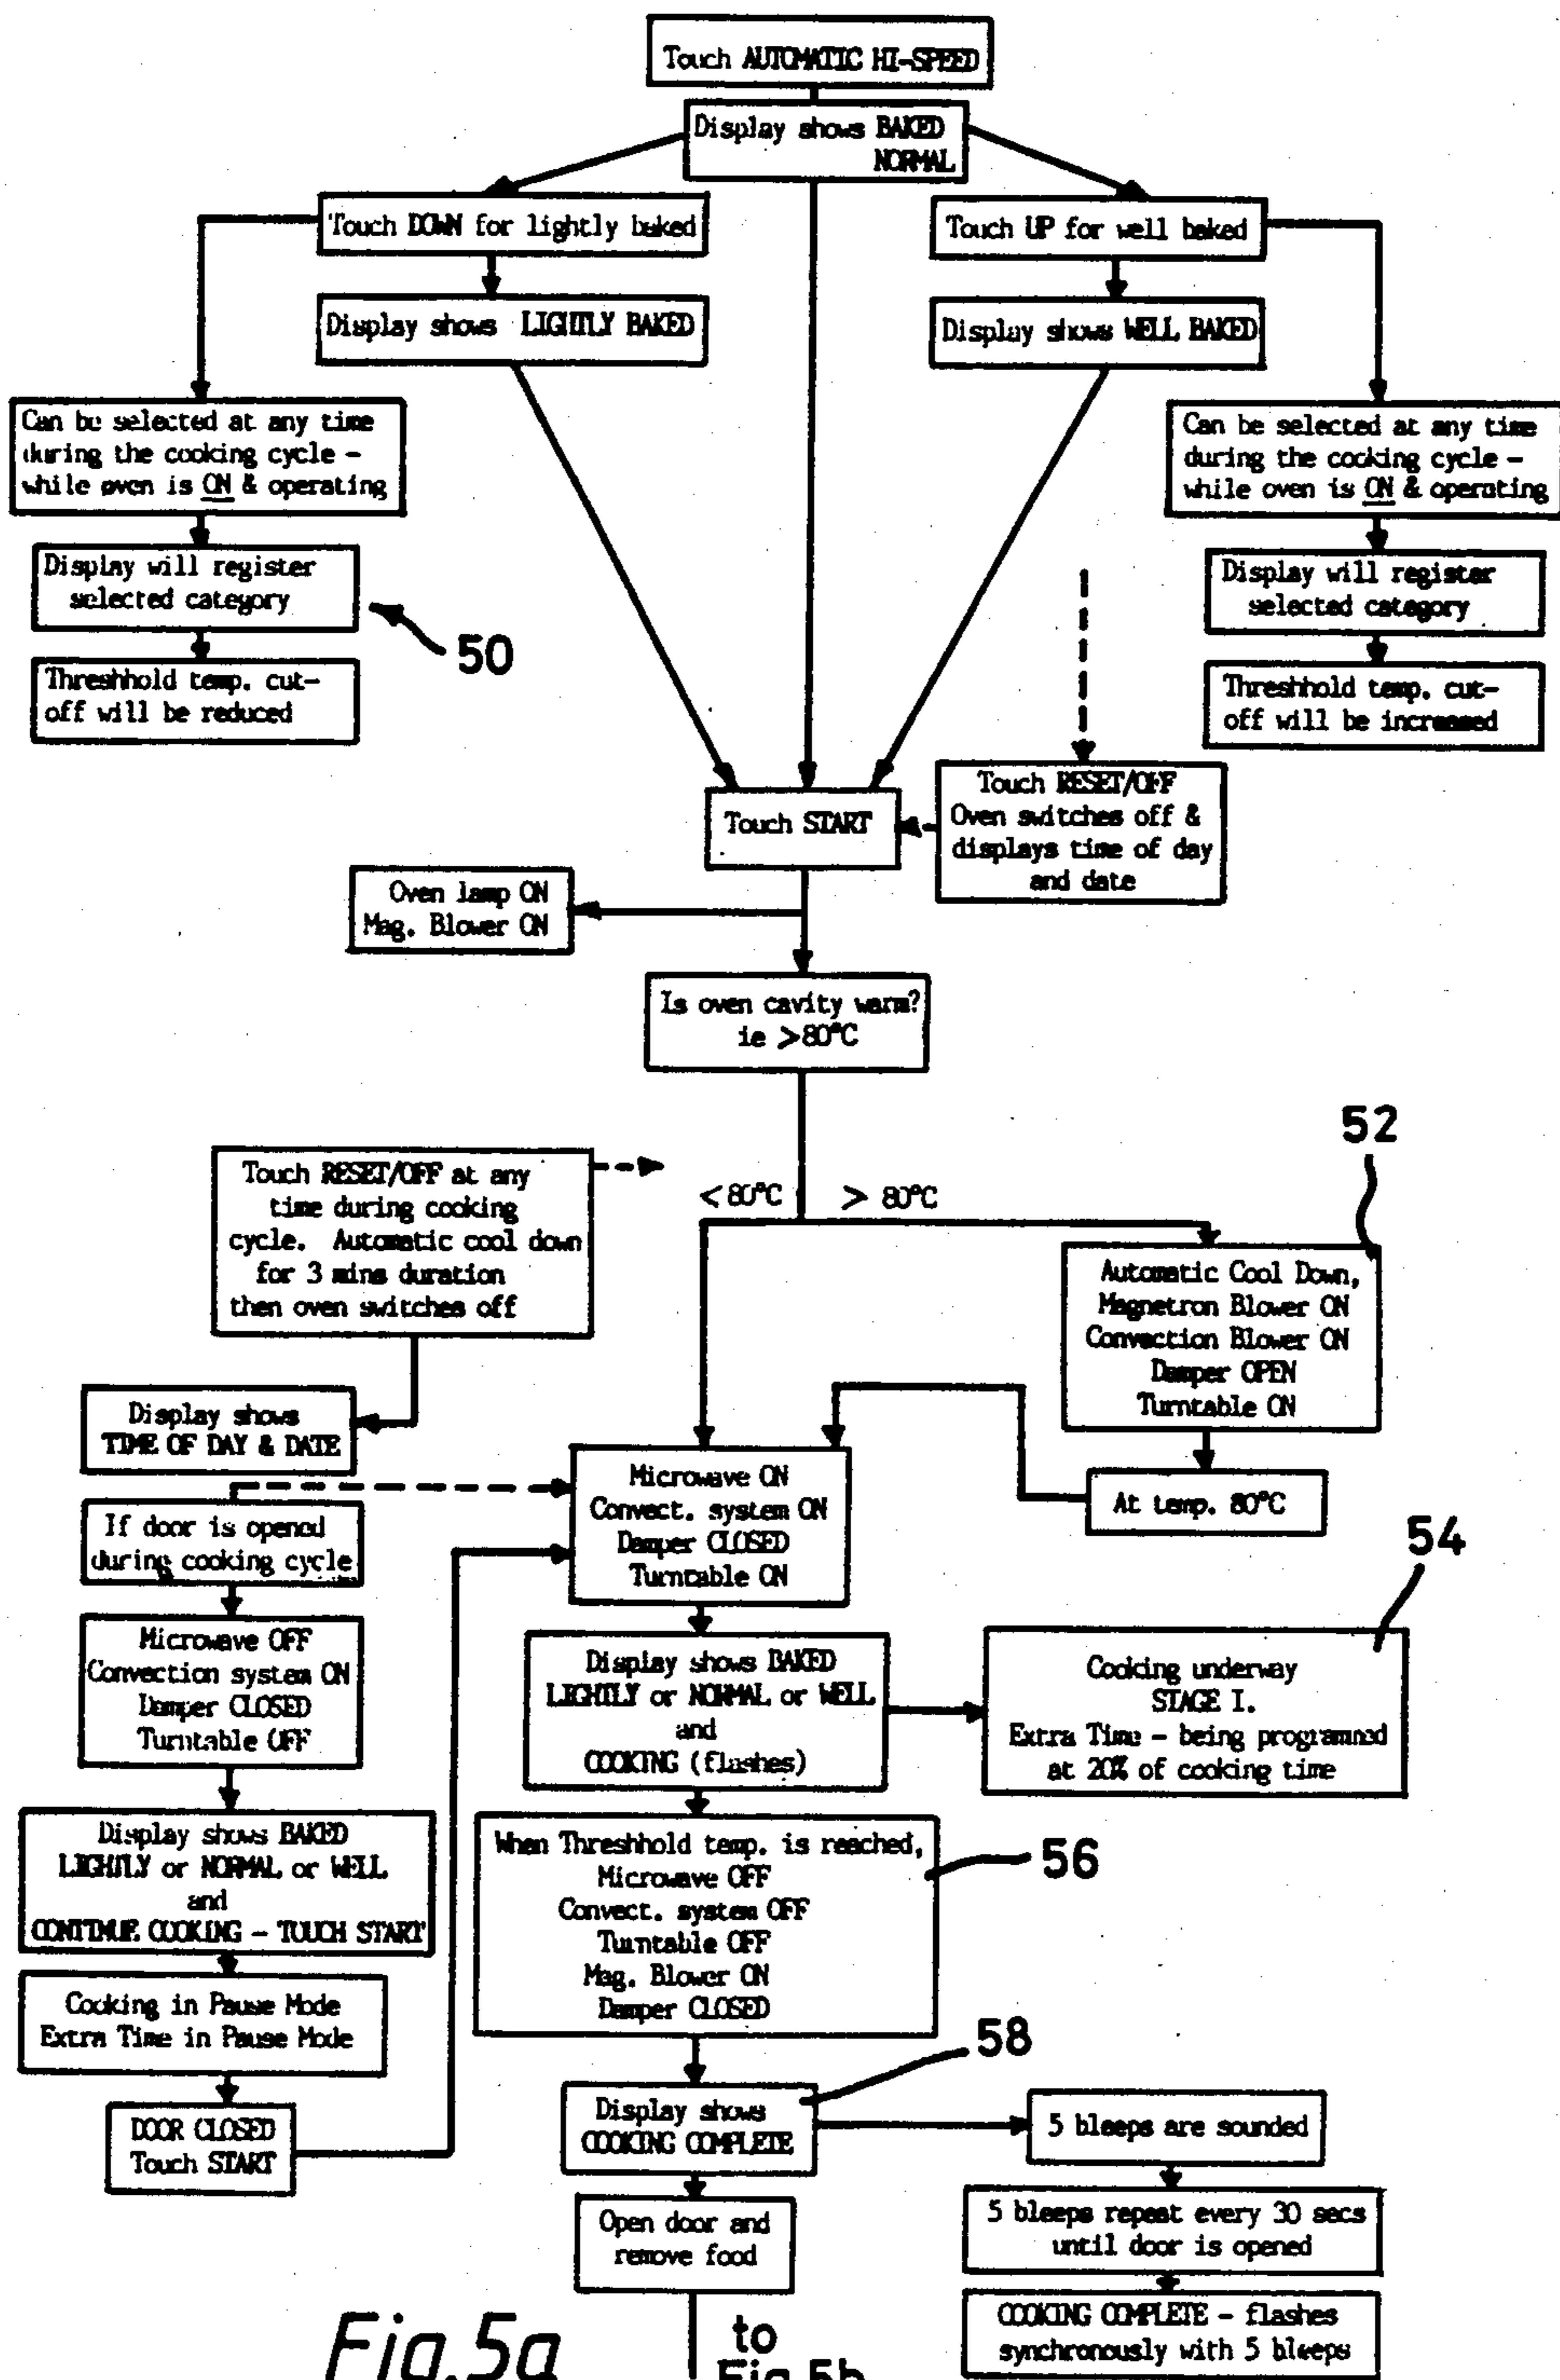 Touch AUTOMATIC HI-SPEED
Display shows BAKED
NORMAL
Touch DOWN for lightly baked
Touch UP for well baked
Display shows LIGHTLY BAKED
Display shows WELL BAKED
Can be selected at any time
during the cooking cycle -
while oven is ON & operating
Can be selected at any time
during the cooking cycle -
while oven is ON & operating
Display will register
selected category
50
Display will register
selected category
Threshhold temp. cut-
off will be reduced
Threshhold temp. cut-
off will be increased
Touch START
Touch RESET/OFF
Oven switches off &
displays time of day
and date
Oven lamp ON
Mag. Blower ON
Is oven cavity warm?
ie >80°C
52
Touch RESET/OFF at any
time during cooking
cycle. Automatic cool down
for 3 mins duration
then oven switches off
< 80°C
> 80°C
Automatic Cool Down,
Magnetron Blower ON
Convection Blower ON
Damper OPEN
Turntable ON
Display shows
TIME OF DAY & DATE
At temp. 80°C
If door is opened
during cooking cycle
Microwave ON
Convect. system ON
Damper CLOSED
Turntable ON
54
Microwave OFF
Convection system ON
Damper CLOSED
Turntable OFF
Display shows BAKED
LIGHTLY or NORMAL or WELL
and
COOKING (flashes)
Cooking underway
STAGE I.
Extra Time - being programmed
at 20% of cooking time
Display shows BAKED
LIGHTLY or NORMAL or WELL
and
CONTINUE COOKING - TOUCH START
When Threshhold temp. is reached,
Microwave OFF
Convect. system OFF
Turntable OFF
Mag. Blower ON
Damper CLOSED
56
Cooking in Pause Mode
Extra Time in Pause Mode
58
DOOR CLOSED
Touch START
Display shows
COOKING COMPLETE
5 bleeps are sounded
Open door and
remove food
5 bleeps repeat every 30 secs
until door is opened
COOKING COMPLETE - flashes
synchronously with 5 bleeps
Fig.5a
to
Fig.5b